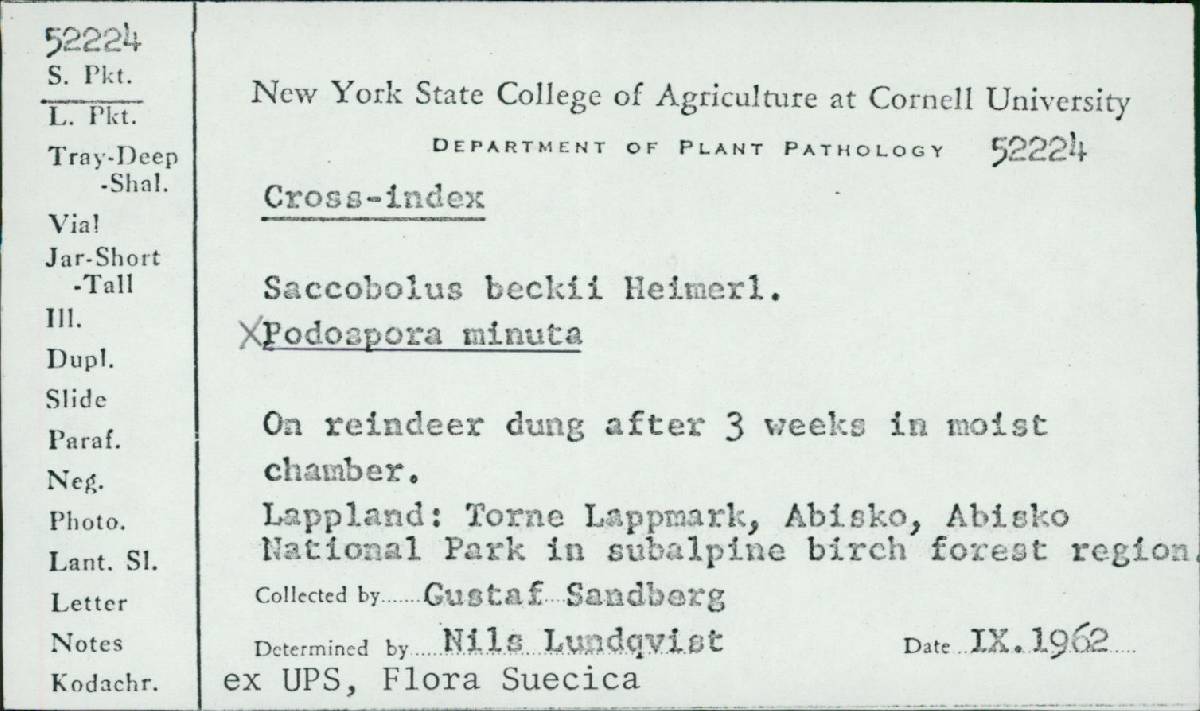 52224
S. Pkt.
L. Pkt.
Tray-Deep
-Shal.
Vial
Jar-Short
-Tall
Ill.
Dupl.
Slide
Paraf.
Neg.
Photo.
Lant. Sl.
Letter
Notes
Kodachr.
New York State College of Agriculture at Cornell University
DEPARTMENT OF PLANT PATHOLOGY 52224
Cross-index
Saccobolus beckii Heimerl.
XPodospora minuta
On reindeer dung after 3 weeks in moist
chamber.
Lappland: Torne Lappmark, Abisko, Abisko
National Park in subalpine birch forest region.
Collected by......Gustaf Sandberg
Determined by....Nils Lundqvist Date..IX.1962....
ex UPS, Flora Suecica